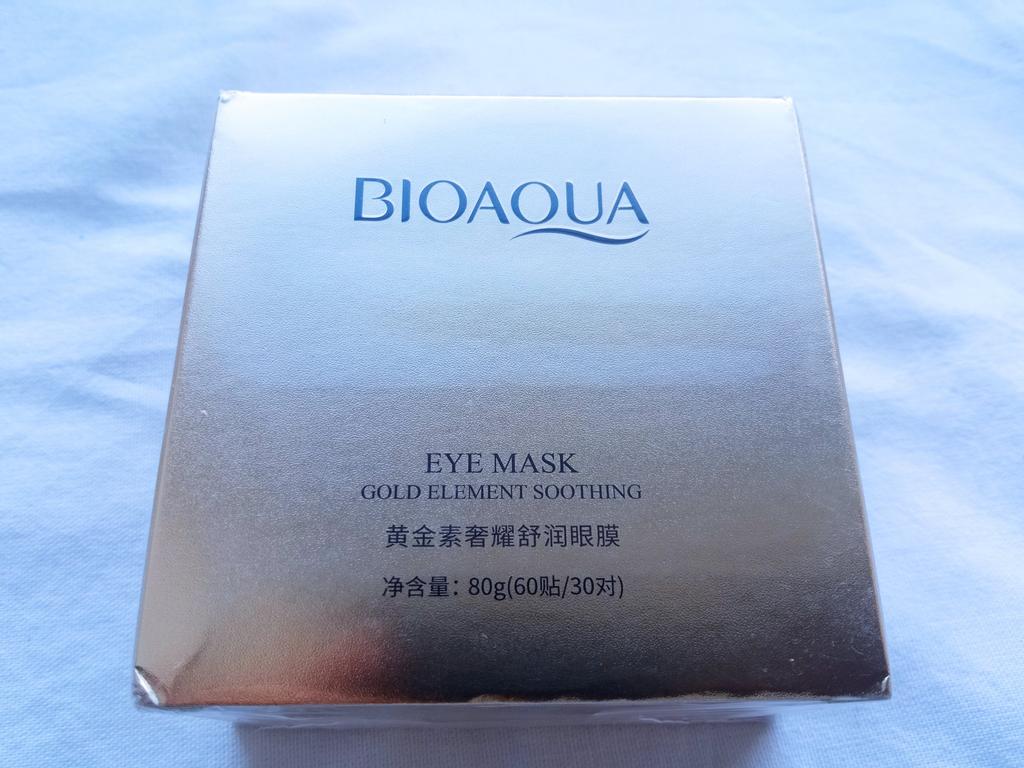 BIOAQUA
EYE MASK
GOLD ELEMENT SOOTHING
黄金素奢耀舒润眼膜
净含量：80g(60贴/30对)